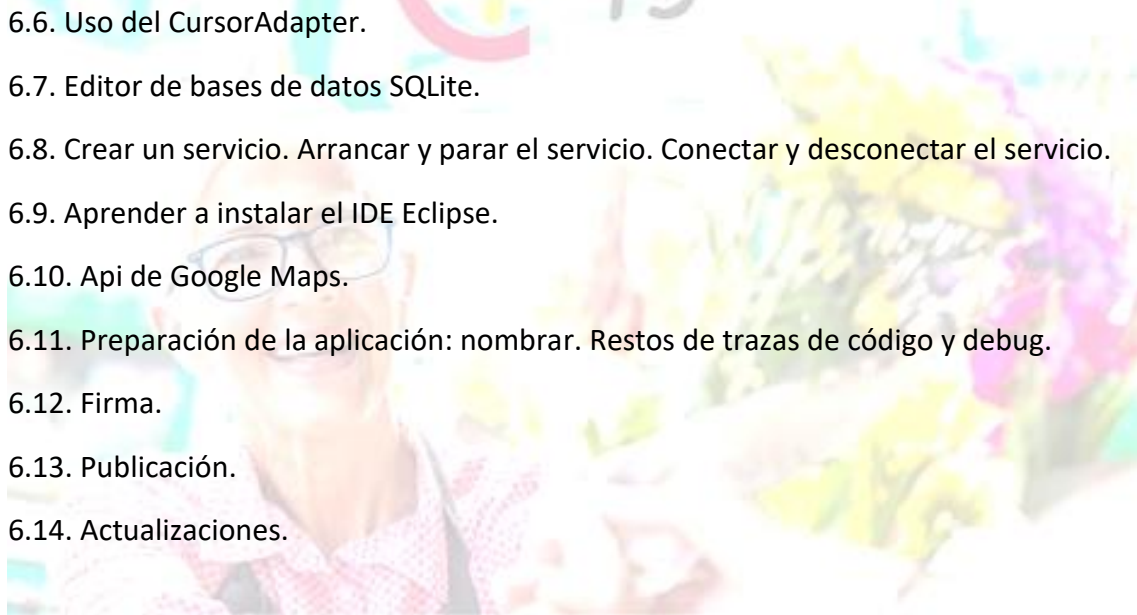 6.6. Uso del CursorAdapter.
6.7. Editor de bases de datos SQLite.
6.8. Crear un servicio. Arrancar y parar el servicio. Conectar y desconectar el servicio.
6.9. Aprender a instalar el IDE Eclipse.
6.10. Api de Google Maps.
6.11. Preparación de la aplicación: nombrar. Restos de trazas de código y debug.
6.12. Firma.
6.13. Publicación.
6.14. Actualizaciones.